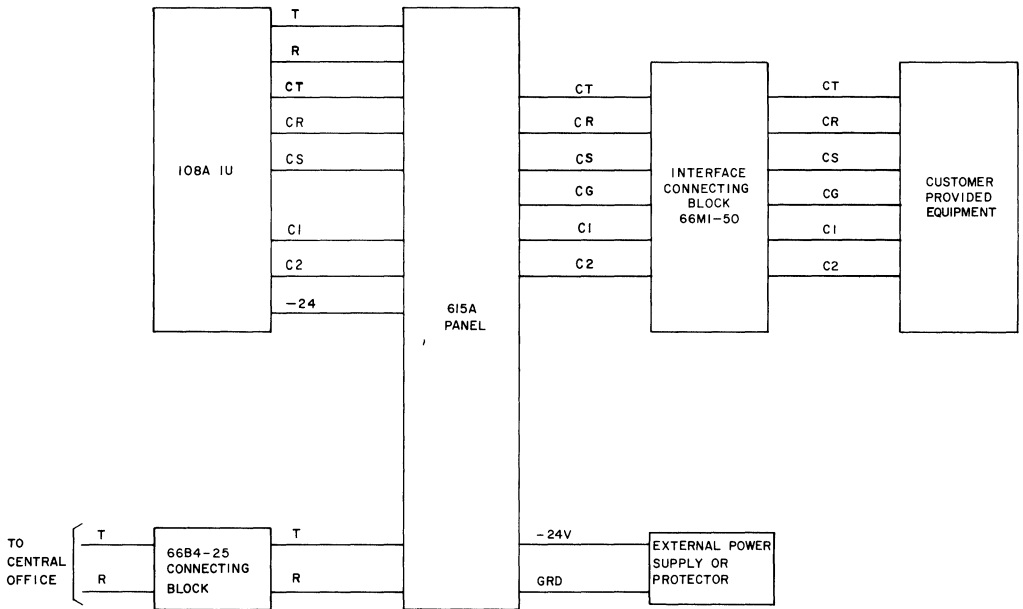 T
R
CT
CR
CS
C1
C2
-24
108A IU
615A
PANEL
CT
CR
CS
CG
C1
C2
INTERFACE
CONNECTING
BLOCK
66M1-50
CT
CR
CS
CG
C1
C2
CUSTOMER
PROVIDED
EQUIPMENT
TO
CENTRAL
OFFICE
T
R
66B4-25
CONNECTING
BLOCK
T
R
-24V
GRD
EXTERNAL POWER
SUPPLY OR
PROTECTOR